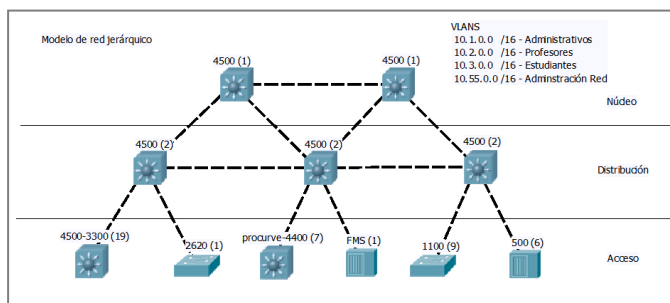 Modelo de red jerárquico
VLANS
10.1.0.0 /16 - Administrativos
10.2.0.0 /16 - Profesores
10.3.0.0 /16 - Estudiantes
10.55.0.0 /16 - Adminstración Red
4500 (1)
4500 (1)
Núcleo
4500 (2)
4500 (2)
4500 (2)
Distribución
4500-3300 (19)
2620 (1)
procurve-4400 (7)
FMS (1)
1100 (9)
500 (6)
Acceso